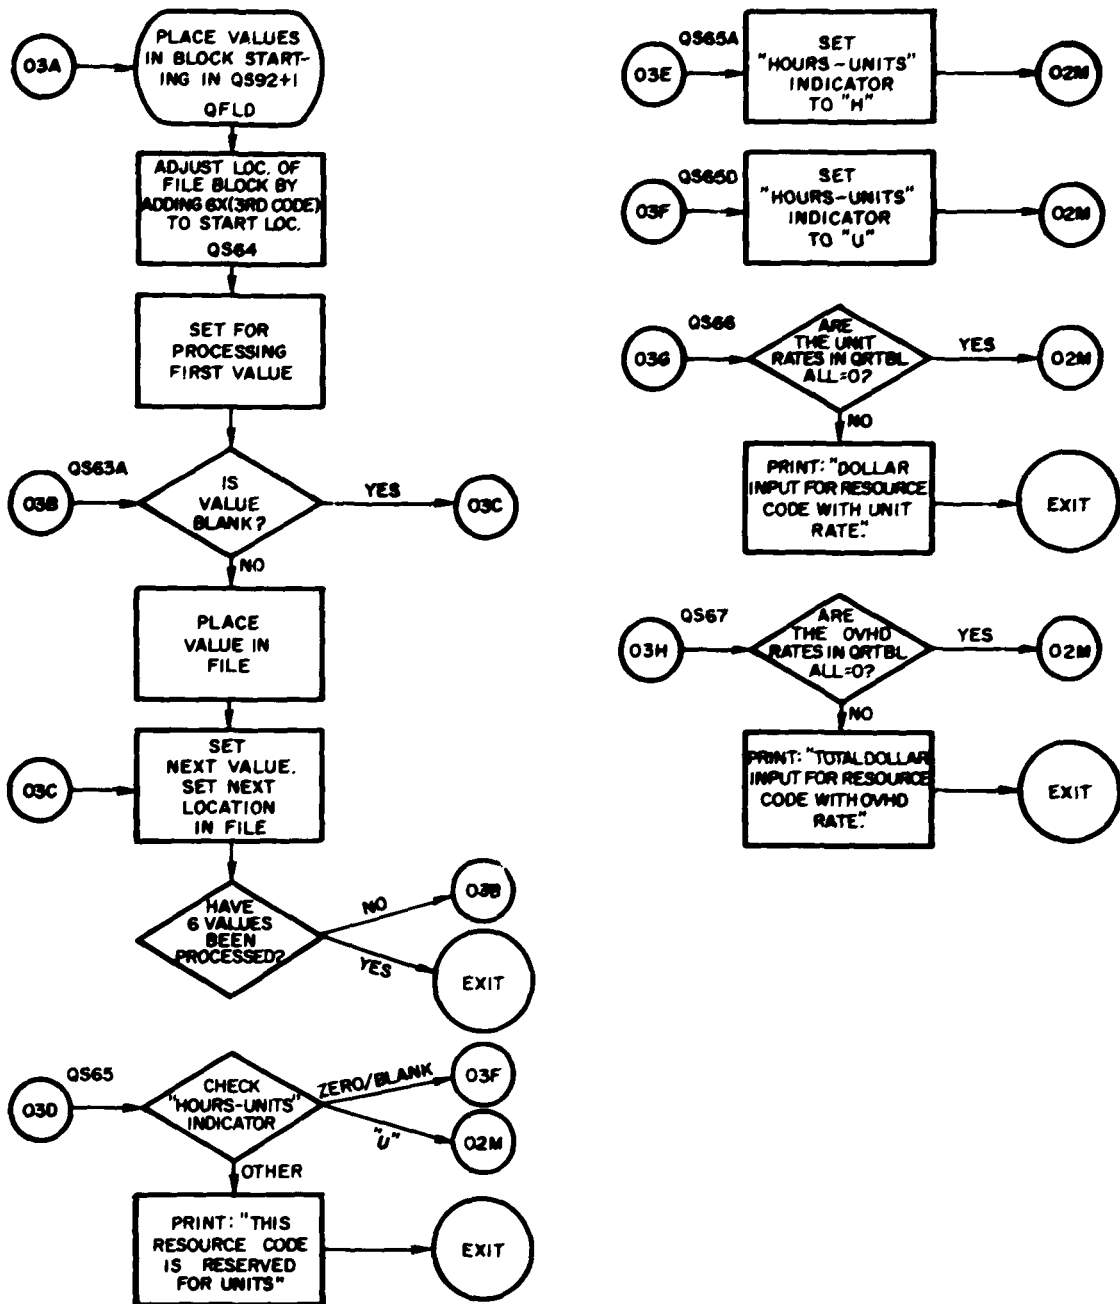 03A
PLACE VALUES
IN BLOCK START-
ING IN QS92+1
QFLD
ADJUST LOC. OF
FILE BLOCK BY
ADDING 6X(3RD CODE)
TO START LOC.
QS64
SET FOR
PROCESSING
FIRST VALUE
QS63A
03B
IS
VALUE
BLANK?
YES
03C
NO
PLACE
VALUE IN
FILE
03C
SET
NEXT VALUE.
SET NEXT
LOCATION
IN FILE
HAVE
6 VALUES
BEEN
PROCESSED?
NO
03B
YES
EXIT
QS65
03D
CHECK
"HOURS-UNITS"
INDICATOR
ZERO/BLANK
03F
"U"
02M
OTHER
PRINT: "THIS
RESOURCE CODE
IS RESERVED
FOR UNITS"
EXIT
QS65A
03E
SET
"HOURS-UNITS"
INDICATOR
TO "H"
02M
QS65D
03F
SET
"HOURS-UNITS"
INDICATOR
TO "U"
02M
QS66
03G
ARE
THE UNIT
RATES IN QRTBL
ALL=0?
YES
02M
NO
PRINT: "DOLLAR
INPUT FOR RESOURCE
CODE WITH UNIT
RATE."
EXIT
QS67
03H
ARE
THE OVHD
RATES IN QRTBL
ALL=0?
YES
02M
NO
PRINT: "TOTAL DOLLAR
INPUT FOR RESOURCE
CODE WITH OVHD
RATE."
EXIT